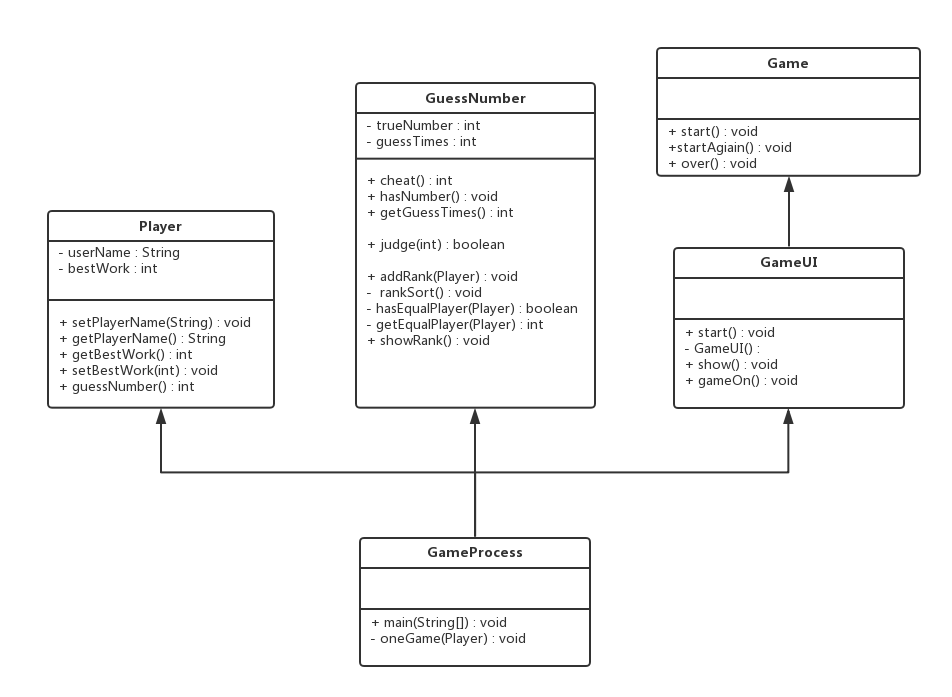 Game
+ start() : void
+startAgiain() : void
+ over() : void
GuessNumber
- trueNumber : int
- guessTimes : int
+ cheat() : int
+ hasNumber() : void
+ getGuessTimes() : int
+ judge(int) : boolean
+ addRank(Player) : void
- rankSort() : void
- hasEqualPlayer(Player) : boolean
- getEqualPlayer(Player) : int
+ showRank() : void
Player
- userName : String
- bestWork : int
+ setPlayerName(String) : void
+ getPlayerName() : String
+ getBestWork() : int
+ setBestWork(int) : void
+ guessNumber() : int
GameUI
+ start() : void
- GameUI() :
+ show() : void
+ gameOn() : void
GameProcess
+ main(String[]) : void
- oneGame(Player) : void